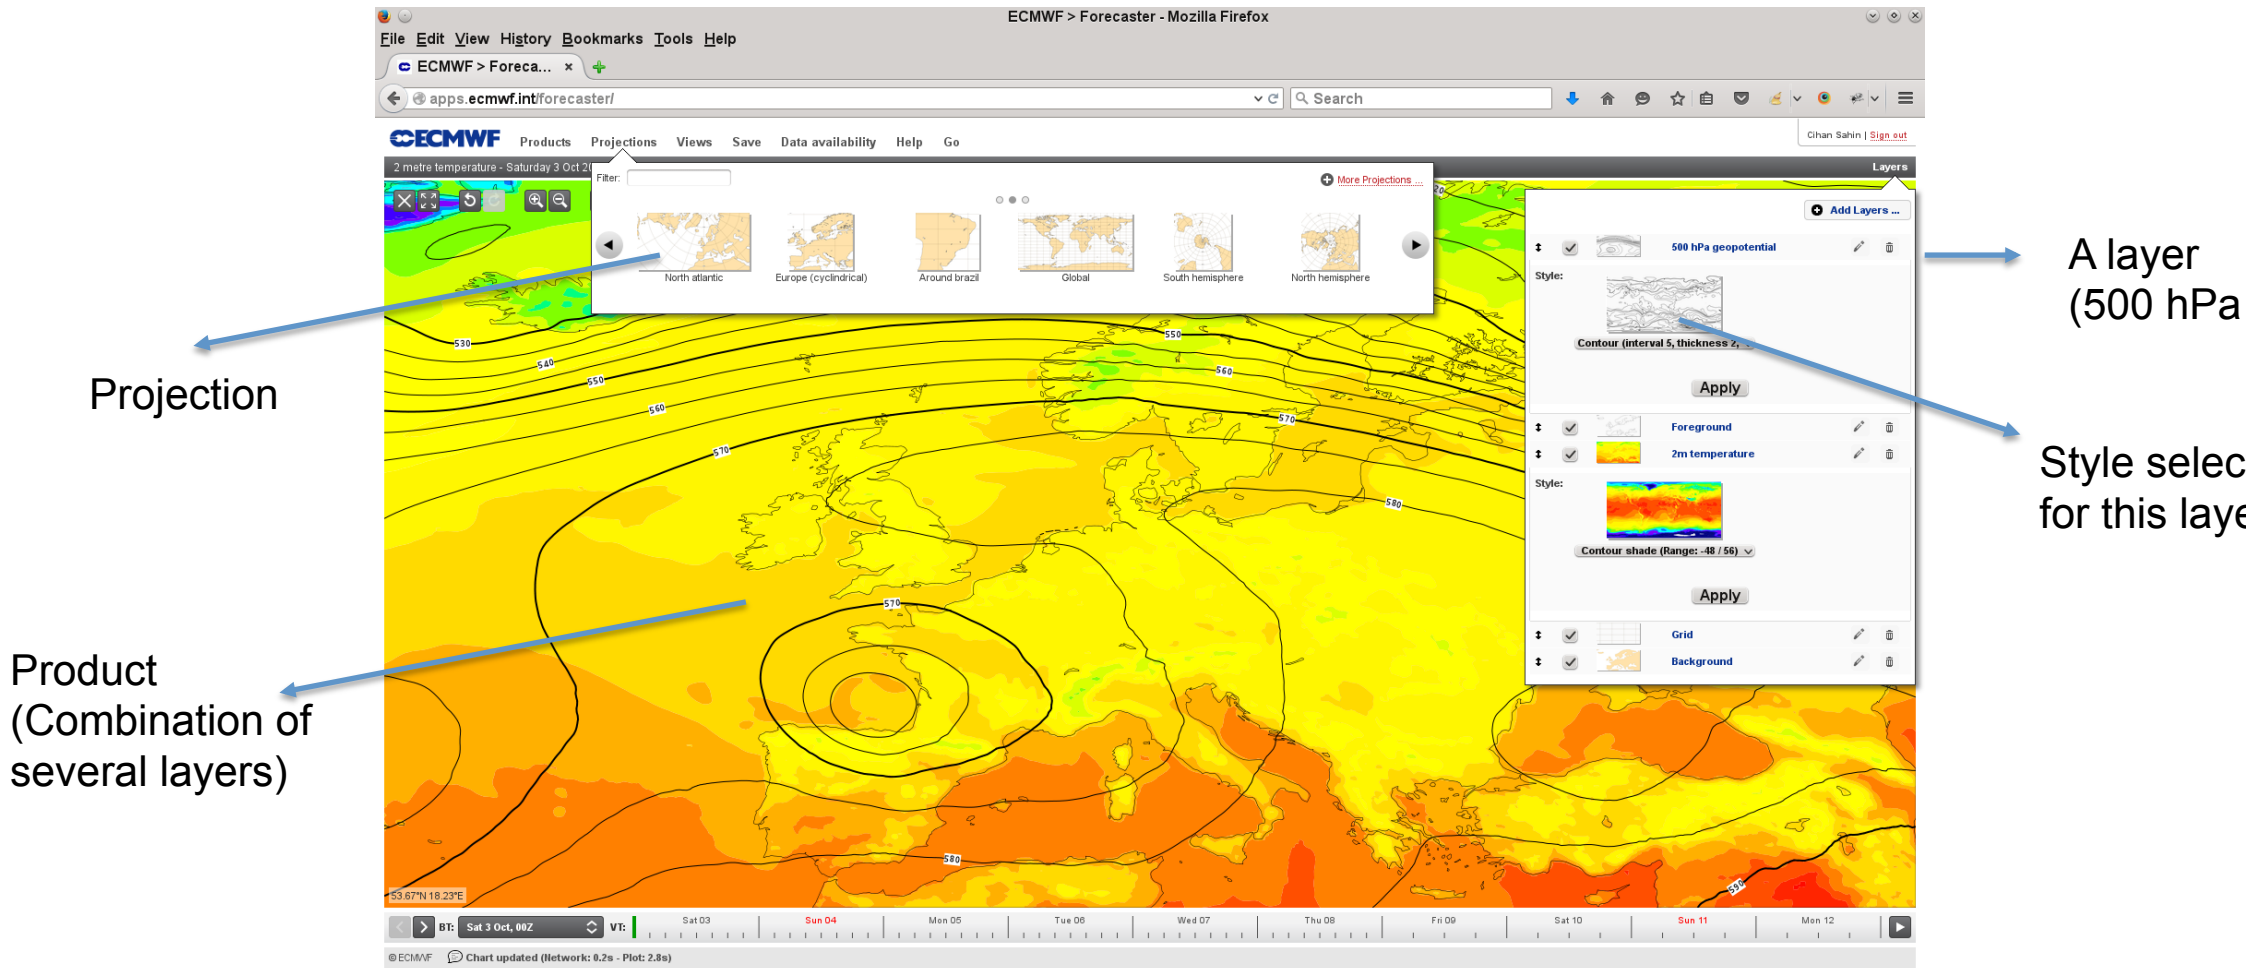 ECMWF > Forecaster - Mozilla Firefox
File Edit View History Bookmarks Tools Help
ECMWF > Foreca... ×
apps.ecmwf.int/forecaster/
Search
ECMWF Products Projections Views Save Data availability Help Go
Cihan Sahin | Sign out
2 metre temperature - Saturday 3 Oct 20
Layers
Filter:
More Projections ...
North atlantic
Europe (cyclindrical)
Around brazil
Global
South hemisphere
North hemisphere
Add Layers ...
500 hPa geopotential
Style:
Contour (interval 5, thickness 2,
Apply
Foreground
2m temperature
Style:
Contour shade (Range: -48 / 56)
Apply
Grid
Background
A layer
(500 hPa
Style selec
for this laye
Projection
Product
(Combination of
several layers)
530
540
550
560
570
550
560
570
580
570
580
590
20
53.67°N 18.23°E
BT: Sat 3 Oct, 00Z VT:
Sat 03 Sun 04 Mon 05 Tue 06 Wed 07 Thu 08 Fri 09 Sat 10 Sun 11 Mon 12
© ECMWF Chart updated (Network: 0.2s - Plot: 2.8s)